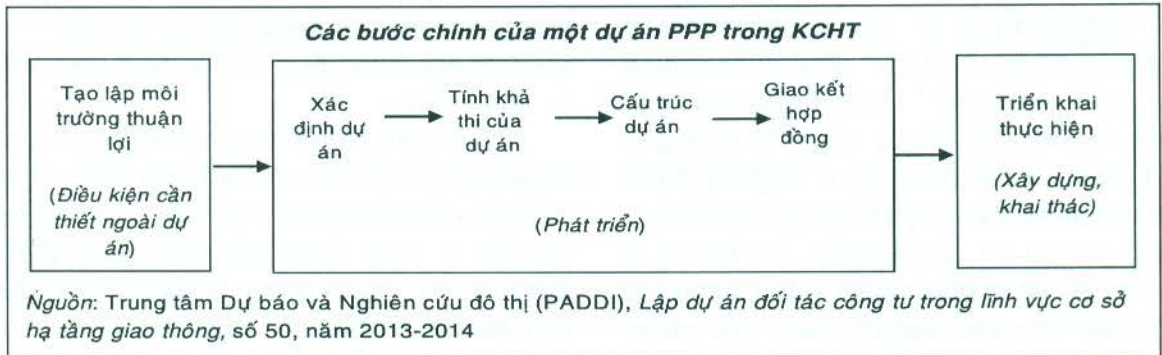 Các bước chính của một dự án PPP trong KCHT
Tạo lập môi
trường thuận
lợi
(Điều kiện cần
thiết ngoài dự
án)
Xác
định dự
án
Tính khả
thi của
dự án
Cấu trúc
dự án
Giao kết
hợp
đồng
(Phát triển)
Triển khai
thực hiện
(Xây dựng,
khai thác)
Nguồn: Trung tâm Dự báo và Nghiên cứu đô thị (PADDI), Lập dự án đối tác công tư trong lĩnh vực cơ sở
hạ tầng giao thông, số 50, năm 2013-2014